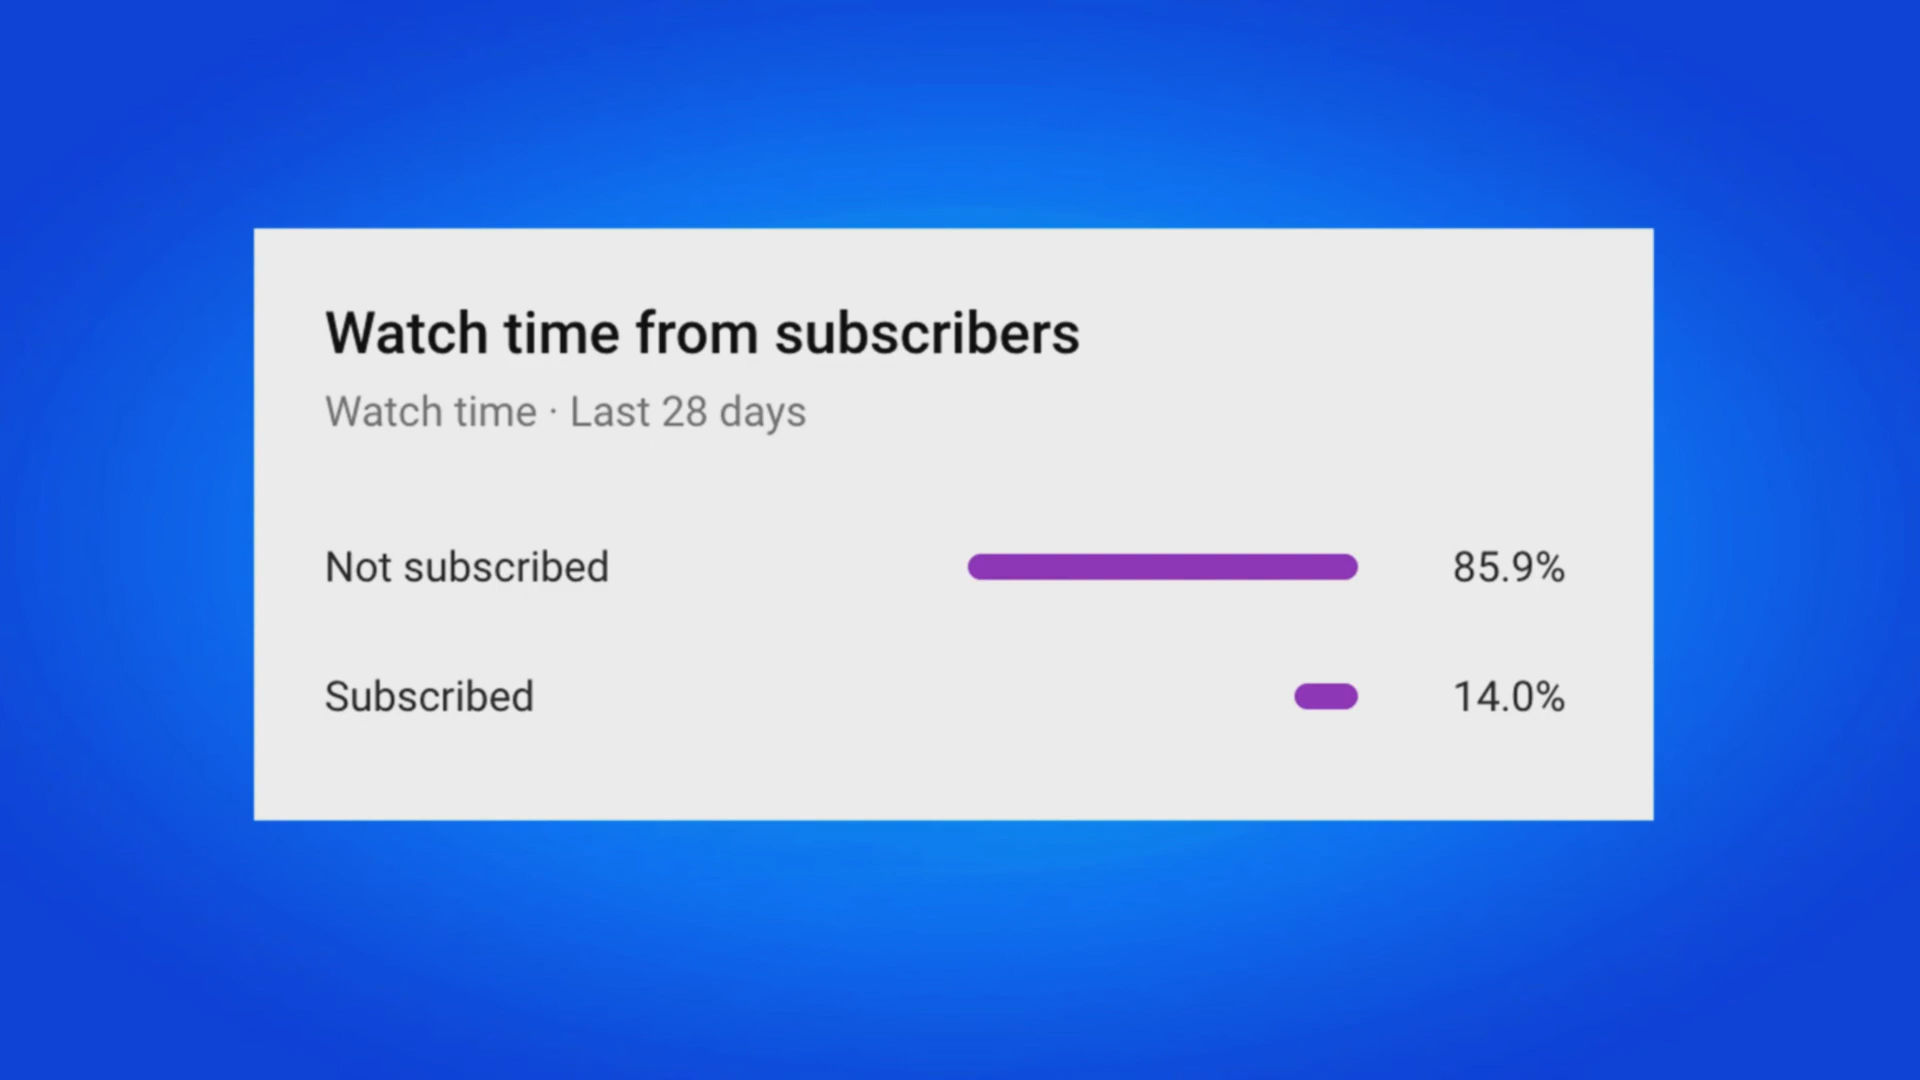 Watch time from subscribers
Watch time · Last 28 days
Not subscribed 85.9%
Subscribed 14.0%